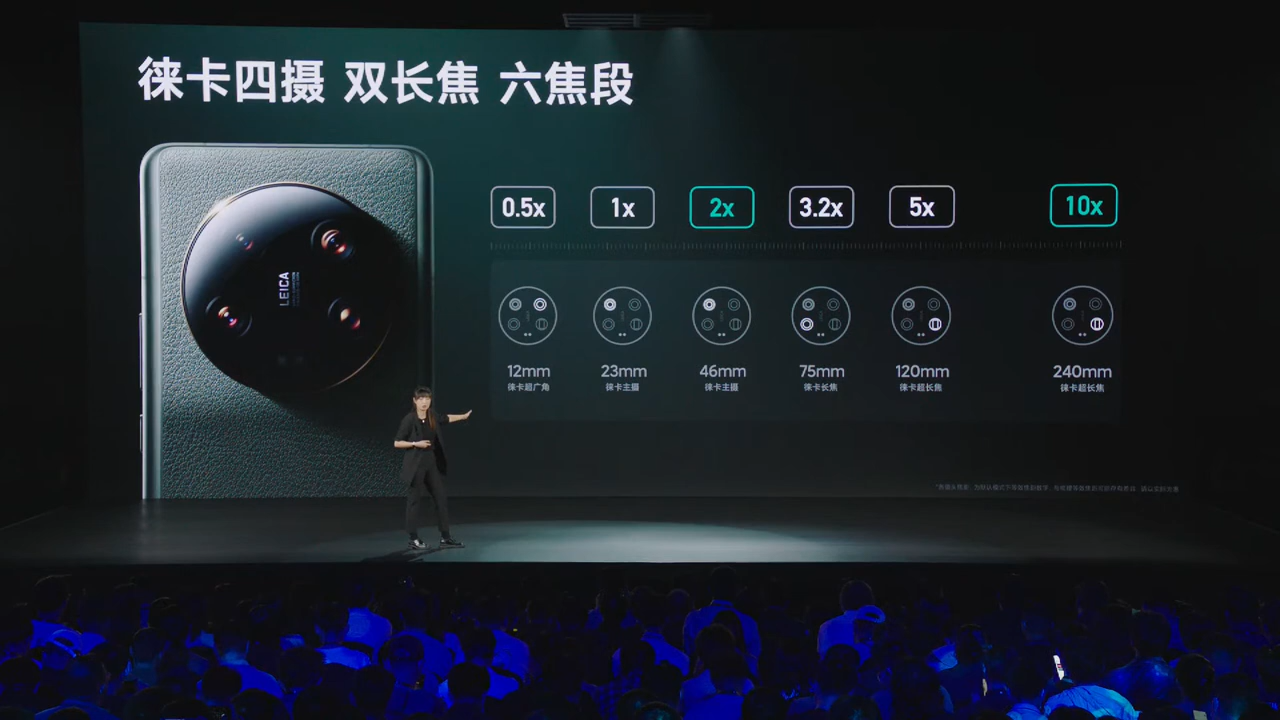 徕卡四摄 双长焦 六焦段
0.5x 1x 2x 3.2x 5x 10x
LEICA
12mm 23mm 46mm 75mm 120mm 240mm
徕卡超广角 徕卡主摄 徕卡主摄 徕卡长焦 徕卡超长焦 徕卡超长焦